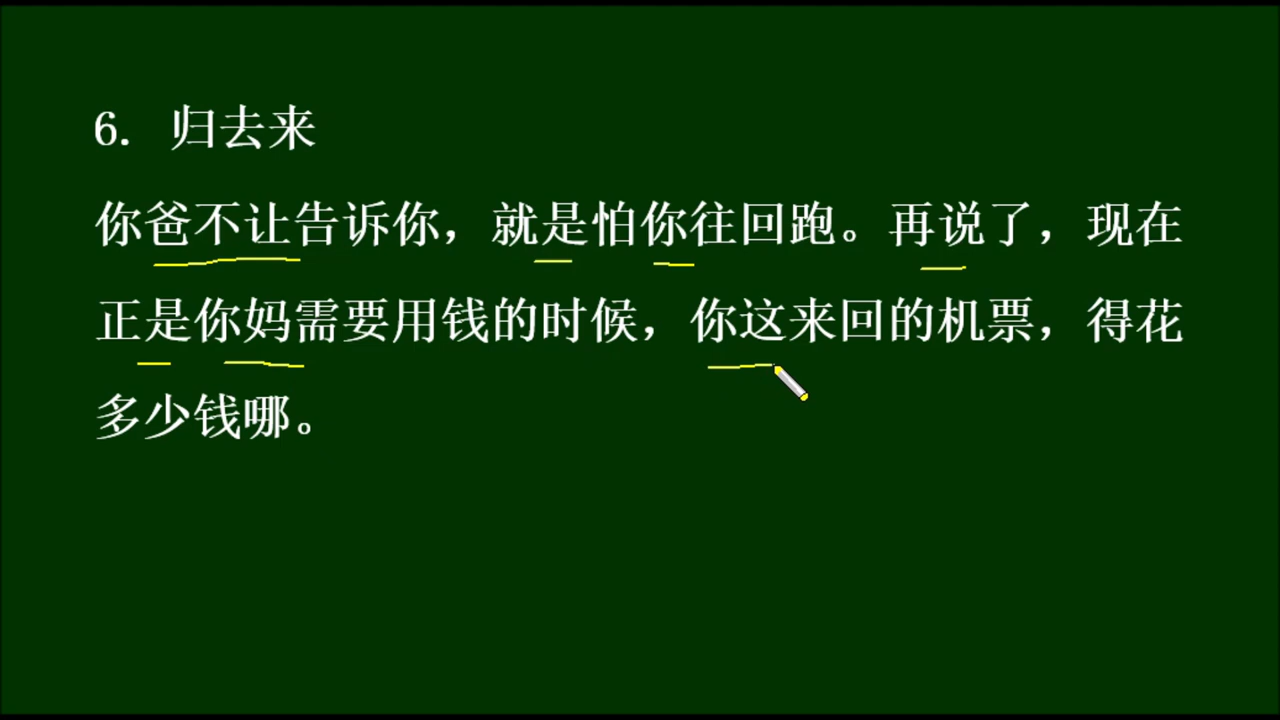 6. 归去来
你爸不让告诉你，就是怕你往回跑。再说了，现在
正是你妈需要用钱的时候，你这来回的机票，得花
多少钱哪。